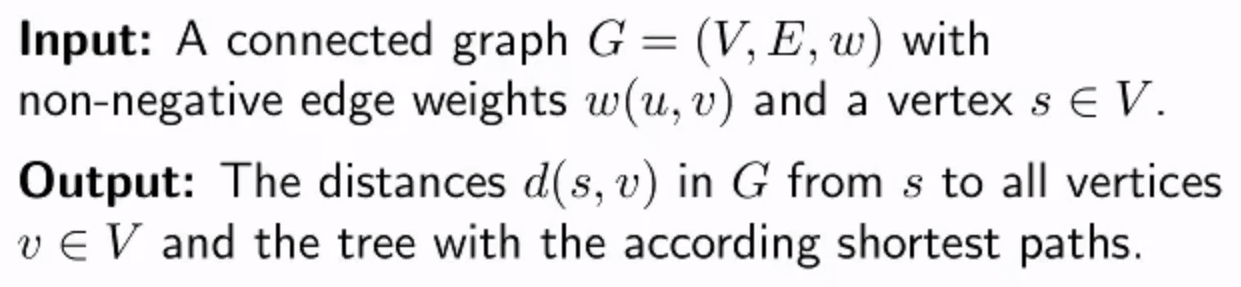 Input: A connected graph G = (V, E, w) with
non-negative edge weights w(u, v) and a vertex s ∈ V.
Output: The distances d(s, v) in G from s to all vertices
v ∈ V and the tree with the according shortest paths.